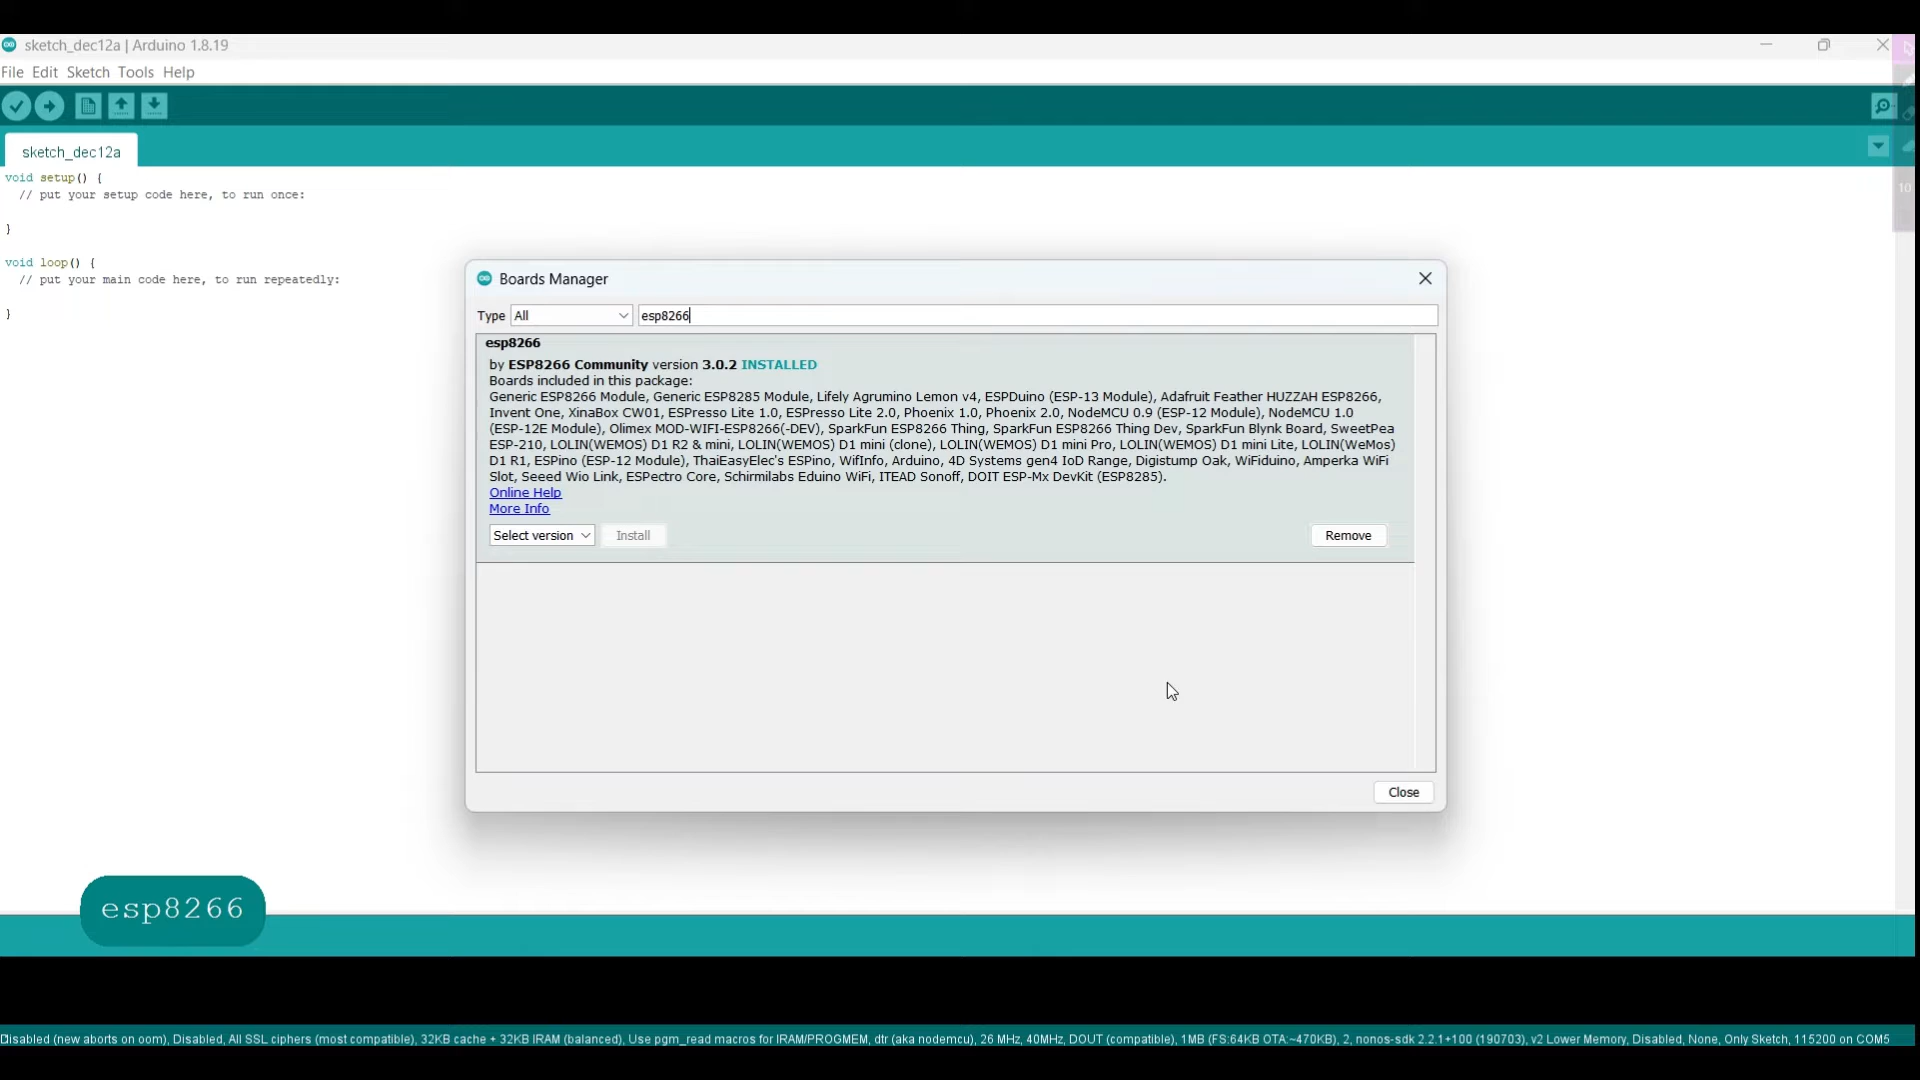 sketch_dec12a | Arduino 1.8.19
File Edit Sketch Tools Help
sketch_dec12a
void setup() {
// put your setup code here, to run once:
}
void loop() {
// put your main code here, to run repeatedly:
}
10
Boards Manager
Type All esp8266
esp8266
by ESP8266 Community version 3.0.2 INSTALLED
Boards included in this package:
Generic ESP8266 Module, Generic ESP8285 Module, Lifely Agrumino Lemon v4, ESPDuino (ESP-13 Module), Adafruit Feather HUZZAH ESP8266,
Invent One, XinaBox CW01, ESPresso Lite 1.0, ESPresso Lite 2.0, Phoenix 1.0, Phoenix 2.0, NodeMCU 0.9 (ESP-12 Module), NodeMCU 1.0
(ESP-12E Module), Olimex MOD-WIFI-ESP8266(-DEV), SparkFun ESP8266 Thing, SparkFun ESP8266 Thing Dev, SparkFun Blynk Board, SweetPea
ESP-210, LOLIN(WEMOS) D1 R2 & mini, LOLIN(WEMOS) D1 mini (clone), LOLIN(WEMOS) D1 mini Pro, LOLIN(WEMOS) D1 mini Lite, LOLIN(WeMos)
D1 R1, ESPino (ESP-12 Module), ThaiEasyElec's ESPino, WifInfo, Arduino, 4D Systems gen4 IoD Range, Digistump Oak, WiFiduino, Amperka WiFi
Slot, Seeed Wio Link, ESPectro Core, Schirmilabs Eduino WiFi, ITEAD Sonoff, DOIT ESP-Mx DevKit (ESP8285).
Online Help
More Info
Select version Install Remove
Close
esp8266
Disabled (new aborts on oom), Disabled, All SSL ciphers (most compatible), 32KB cache + 32KB IRAM (balanced), Use pgm_read macros for IRAM/PROGMEM, dtr (aka nodemcu), 26 MHz, 40MHz, DOUT (compatible), 1MB (FS:64KB OTA:~470KB), 2, nonos-sdk 2.2.1+100 (190703), v2 Lower Memory, Disabled, None, Only Sketch, 115200 on COM5